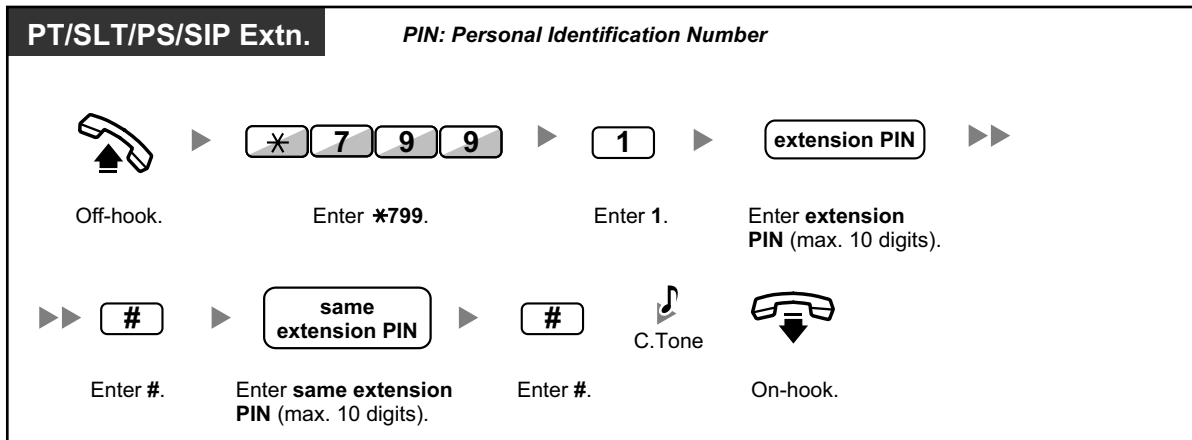 PT/SLT/PS/SIP Extn.
PIN: Personal Identification Number
* 7 9 9
1
extension PIN
Off-hook.
Enter *799.
Enter 1.
Enter extension
PIN (max. 10 digits).
#
same
extension PIN
#
C.Tone
Enter #.
Enter same extension
PIN (max. 10 digits).
Enter #.
On-hook.